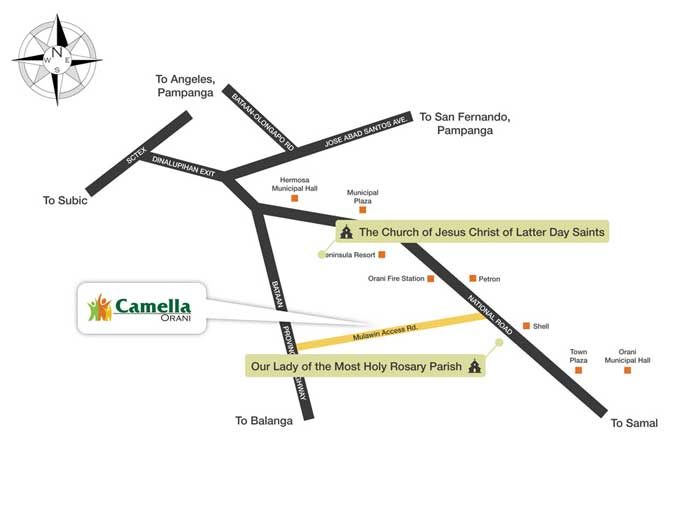 N
W
E
S
To Angeles,
Pampanga
BATAAN-OLONGAPO RD
JOSE ABAD SANTOS AVE.
To San Fernando,
Pampanga
SCTEX
DINALUPIHAN EXIT
To Subic
Hermosa
Municipal Hall
Municipal
Plaza
The Church of Jesus Christ of Latter Day Saints
eninsula Resort
Orani Fire Station
Petron
BATAAN
PROVIN
GHWAY
NATIONAL ROAD
Camella
ORANI
Mulawin Access Rd.
Shell
Our Lady of the Most Holy Rosary Parish
Town
Plaza
Orani
Municipal Hall
To Balanga
To Samal